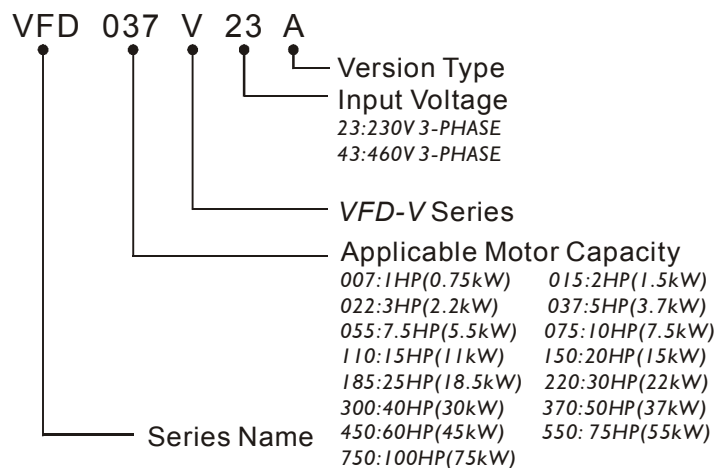 VFD 037 V 23 A
Version Type
Input Voltage
23:230V 3-PHASE
43:460V 3-PHASE
VFD-V Series
Applicable Motor Capacity
007:1HP(0.75kW) 015:2HP(1.5kW)
022:3HP(2.2kW) 037:5HP(3.7kW)
055:7.5HP(5.5kW) 075:10HP(7.5kW)
110:15HP(11kW) 150:20HP(15kW)
185:25HP(18.5kW) 220:30HP(22kW)
300:40HP(30kW) 370:50HP(37kW)
450:60HP(45kW) 550: 75HP(55kW)
750:100HP(75kW)
Series Name